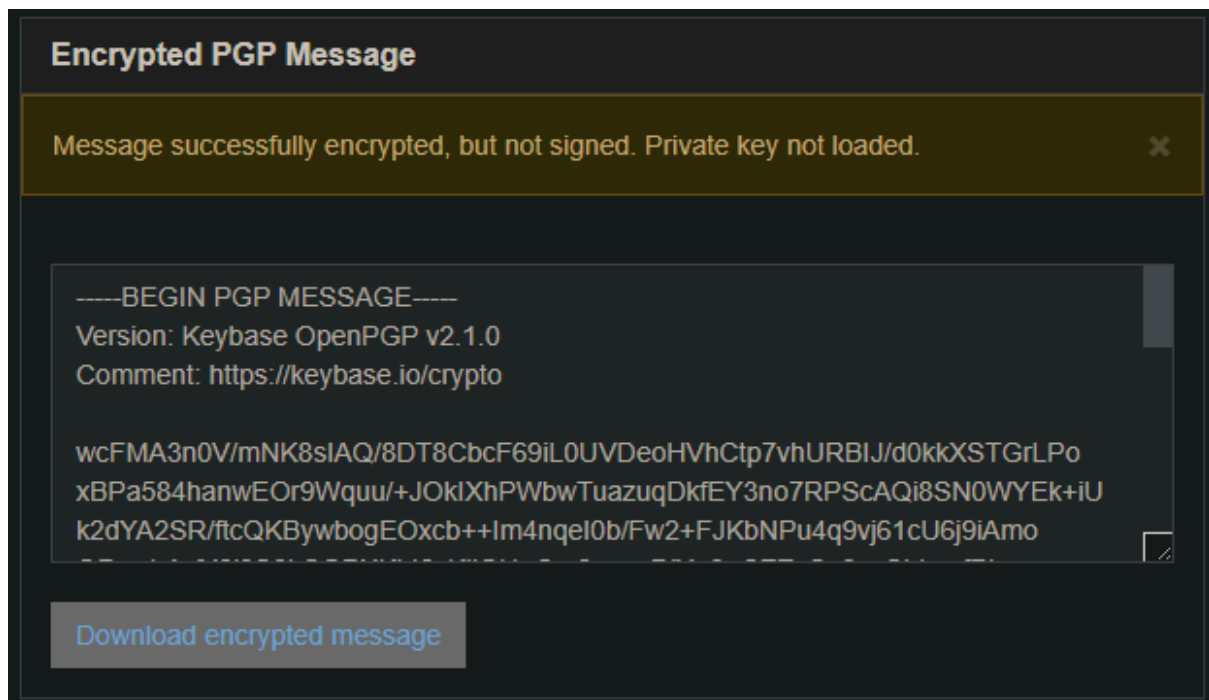 Encrypted PGP Message
Message successfully encrypted, but not signed. Private key not loaded.
-----BEGIN PGP MESSAGE-----
Version: Keybase OpenPGP v2.1.0
Comment: https://keybase.io/crypto
wcFMA3n0V/mNK8sIAQ/8DT8CbcF69iL0UVDeoHVhCtp7vhURBIJ/d0kkXSTGrLPo
xBPa584hanwEOr9Wquu/+JOkIXhPWbwTuazuqDkfEY3no7RPScAQi8SN0WYEk+iU
k2dYA2SR/ftcQKBywbogEOxcb++Im4nqeI0b/Fw2+FJKbNPu4q9vj61cU6j9iAmo
Download encrypted message